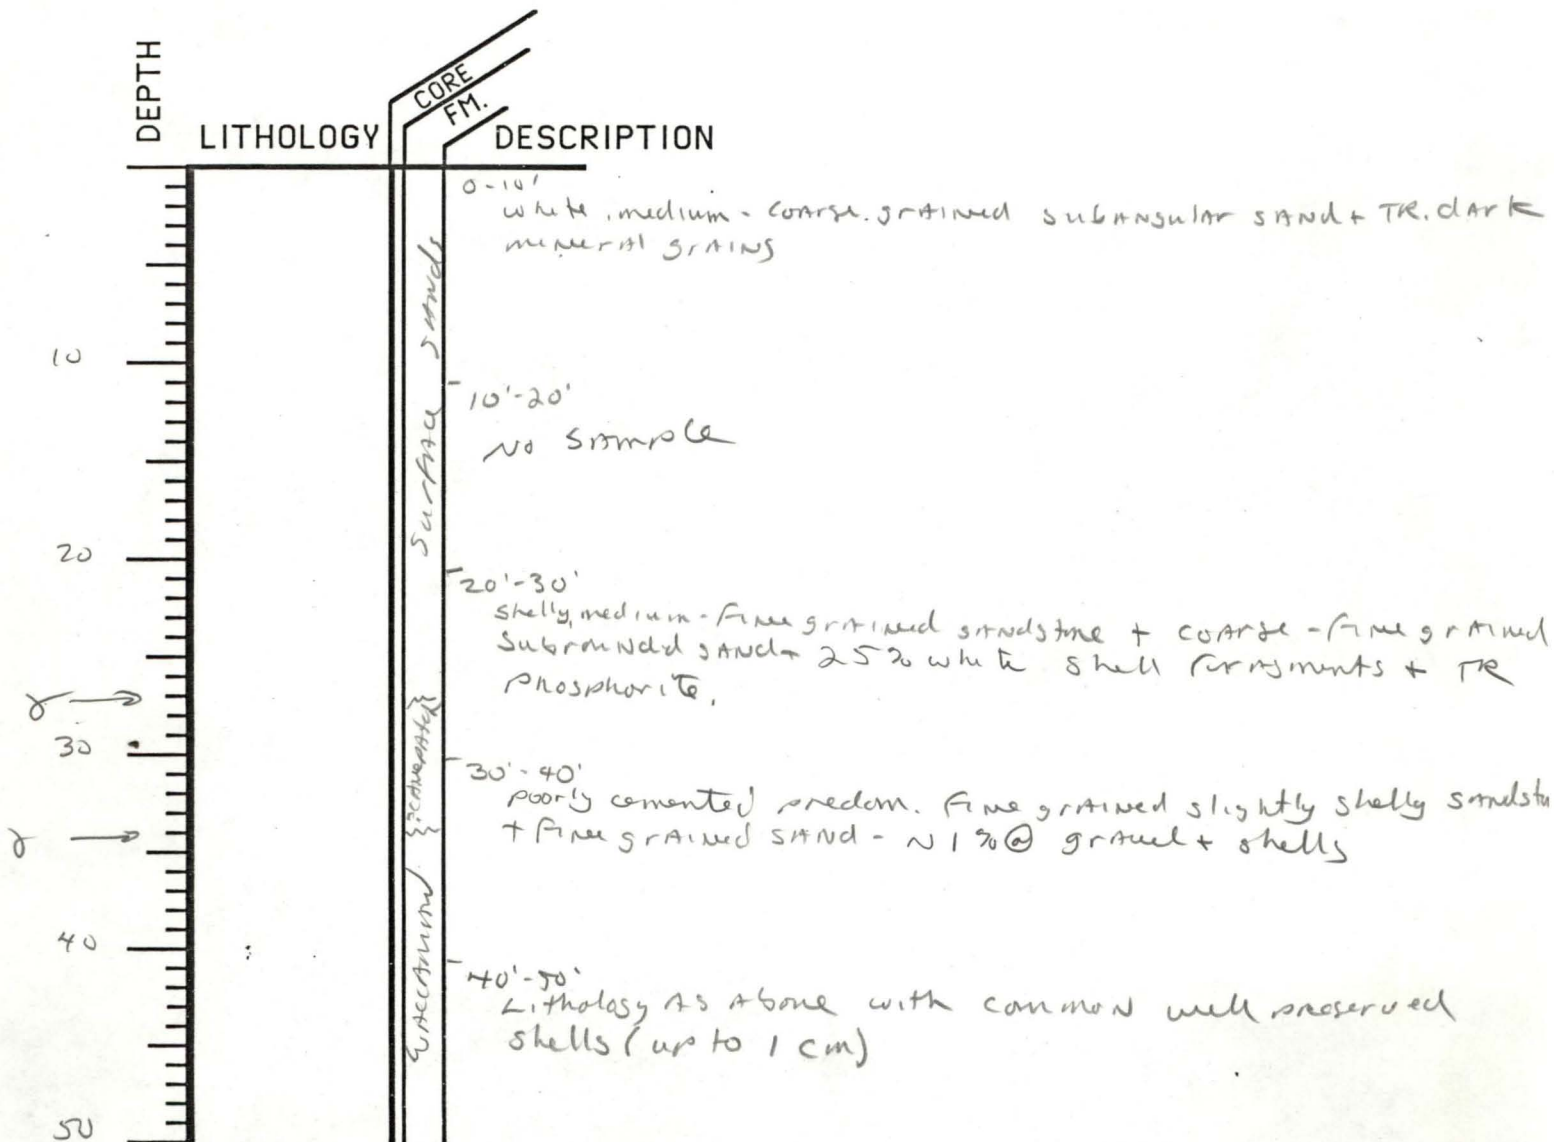 DEPTH
LITHOLOGY
CORE
FM.
DESCRIPTION
0-10'
white, medium - coarse grained subangular sand + TR. dark
mineral grains
surface sands
10
10'-20'
No sample
20
20'-30'
shelly, medium - fine grained sandstone + coarse - fine grained
subrounded sand + 25% white shell fragments + TR
phosphorite.
γ
30
30'-40'
poorly cemented predom. fine grained slightly shelly sandst
+ fine grained sand - ~1% @ gravel + shells
γ
Waccamaw
40
40'-50'
Lithology as above with common well preserved
shells (up to 1 cm)
50